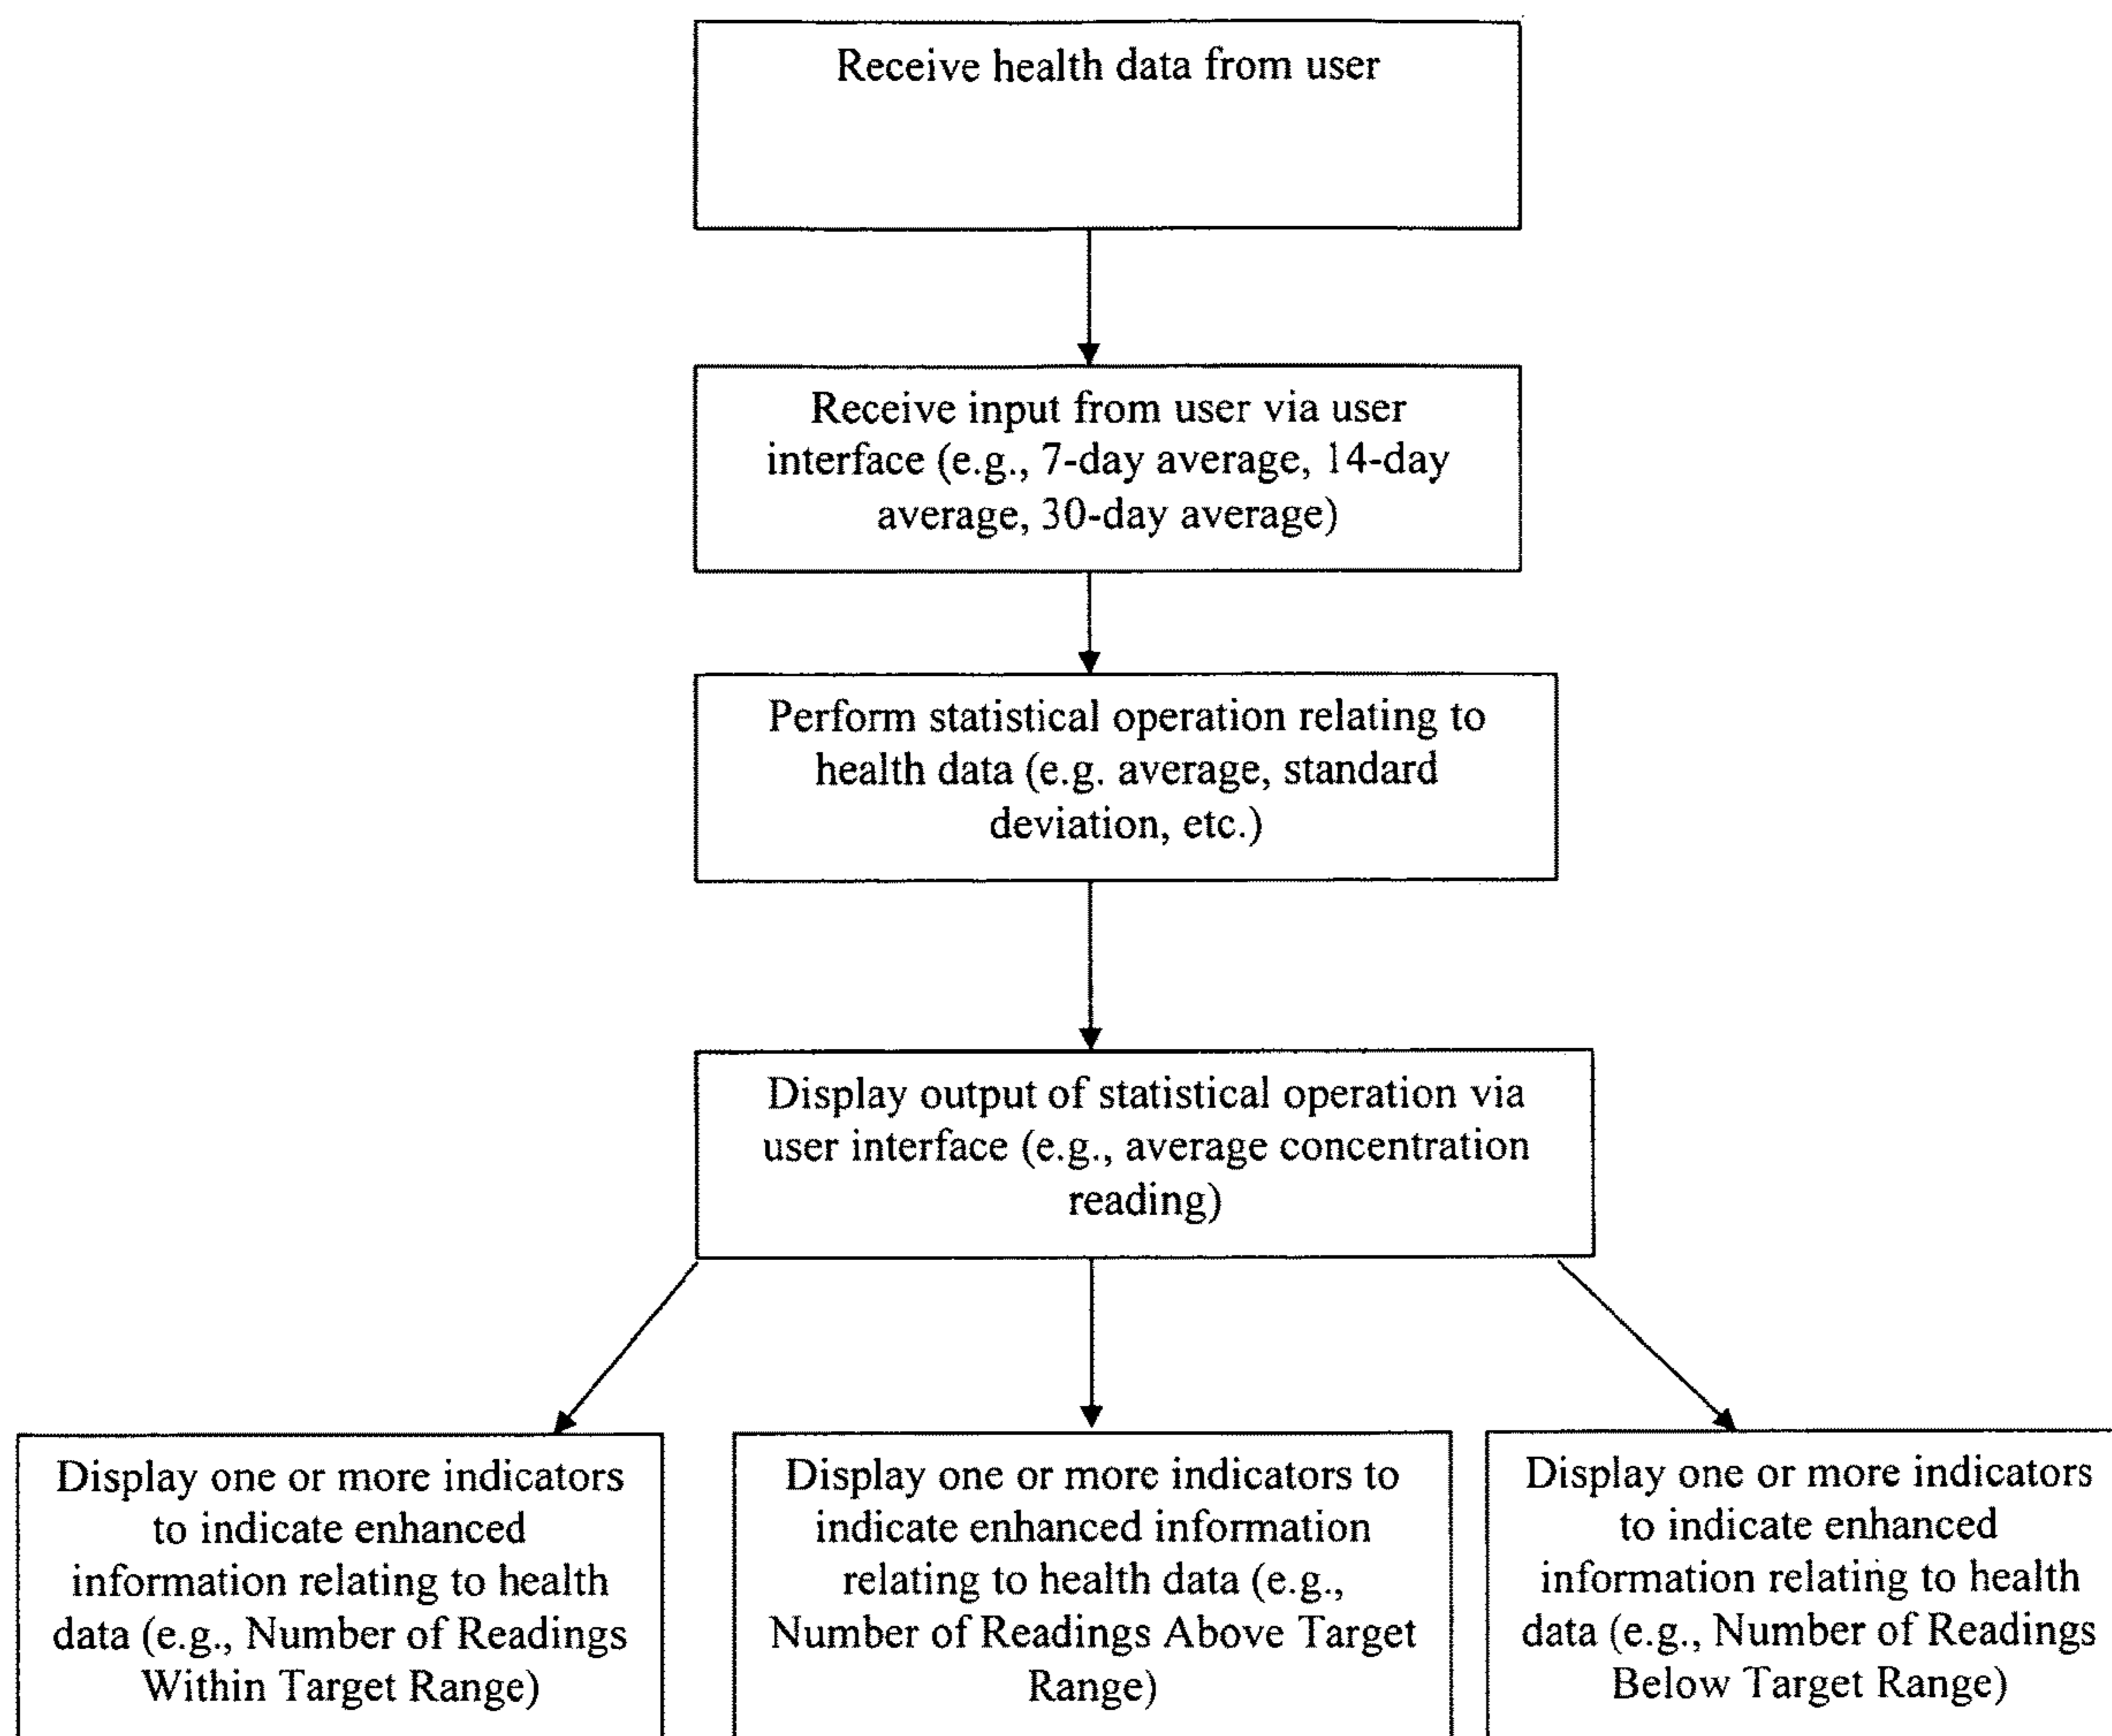 Receive health data from user
Receive input from user via user
interface (e.g., 7-day average, 14-day
average, 30-day average)
Perform statistical operation relating to
health data (e.g. average, standard
deviation, etc.)
Display output of statistical operation via
user interface (e.g., average concentration
reading)
Display one or more indicators
to indicate enhanced
information relating to health
data (e.g., Number of Readings
Within Target Range)
Display one or more indicators to
indicate enhanced information
relating to health data (e.g.,
Number of Readings Above Target
Range)
Display one or more indicators
to indicate enhanced
information relating to health
data (e.g., Number of Readings
Below Target Range)